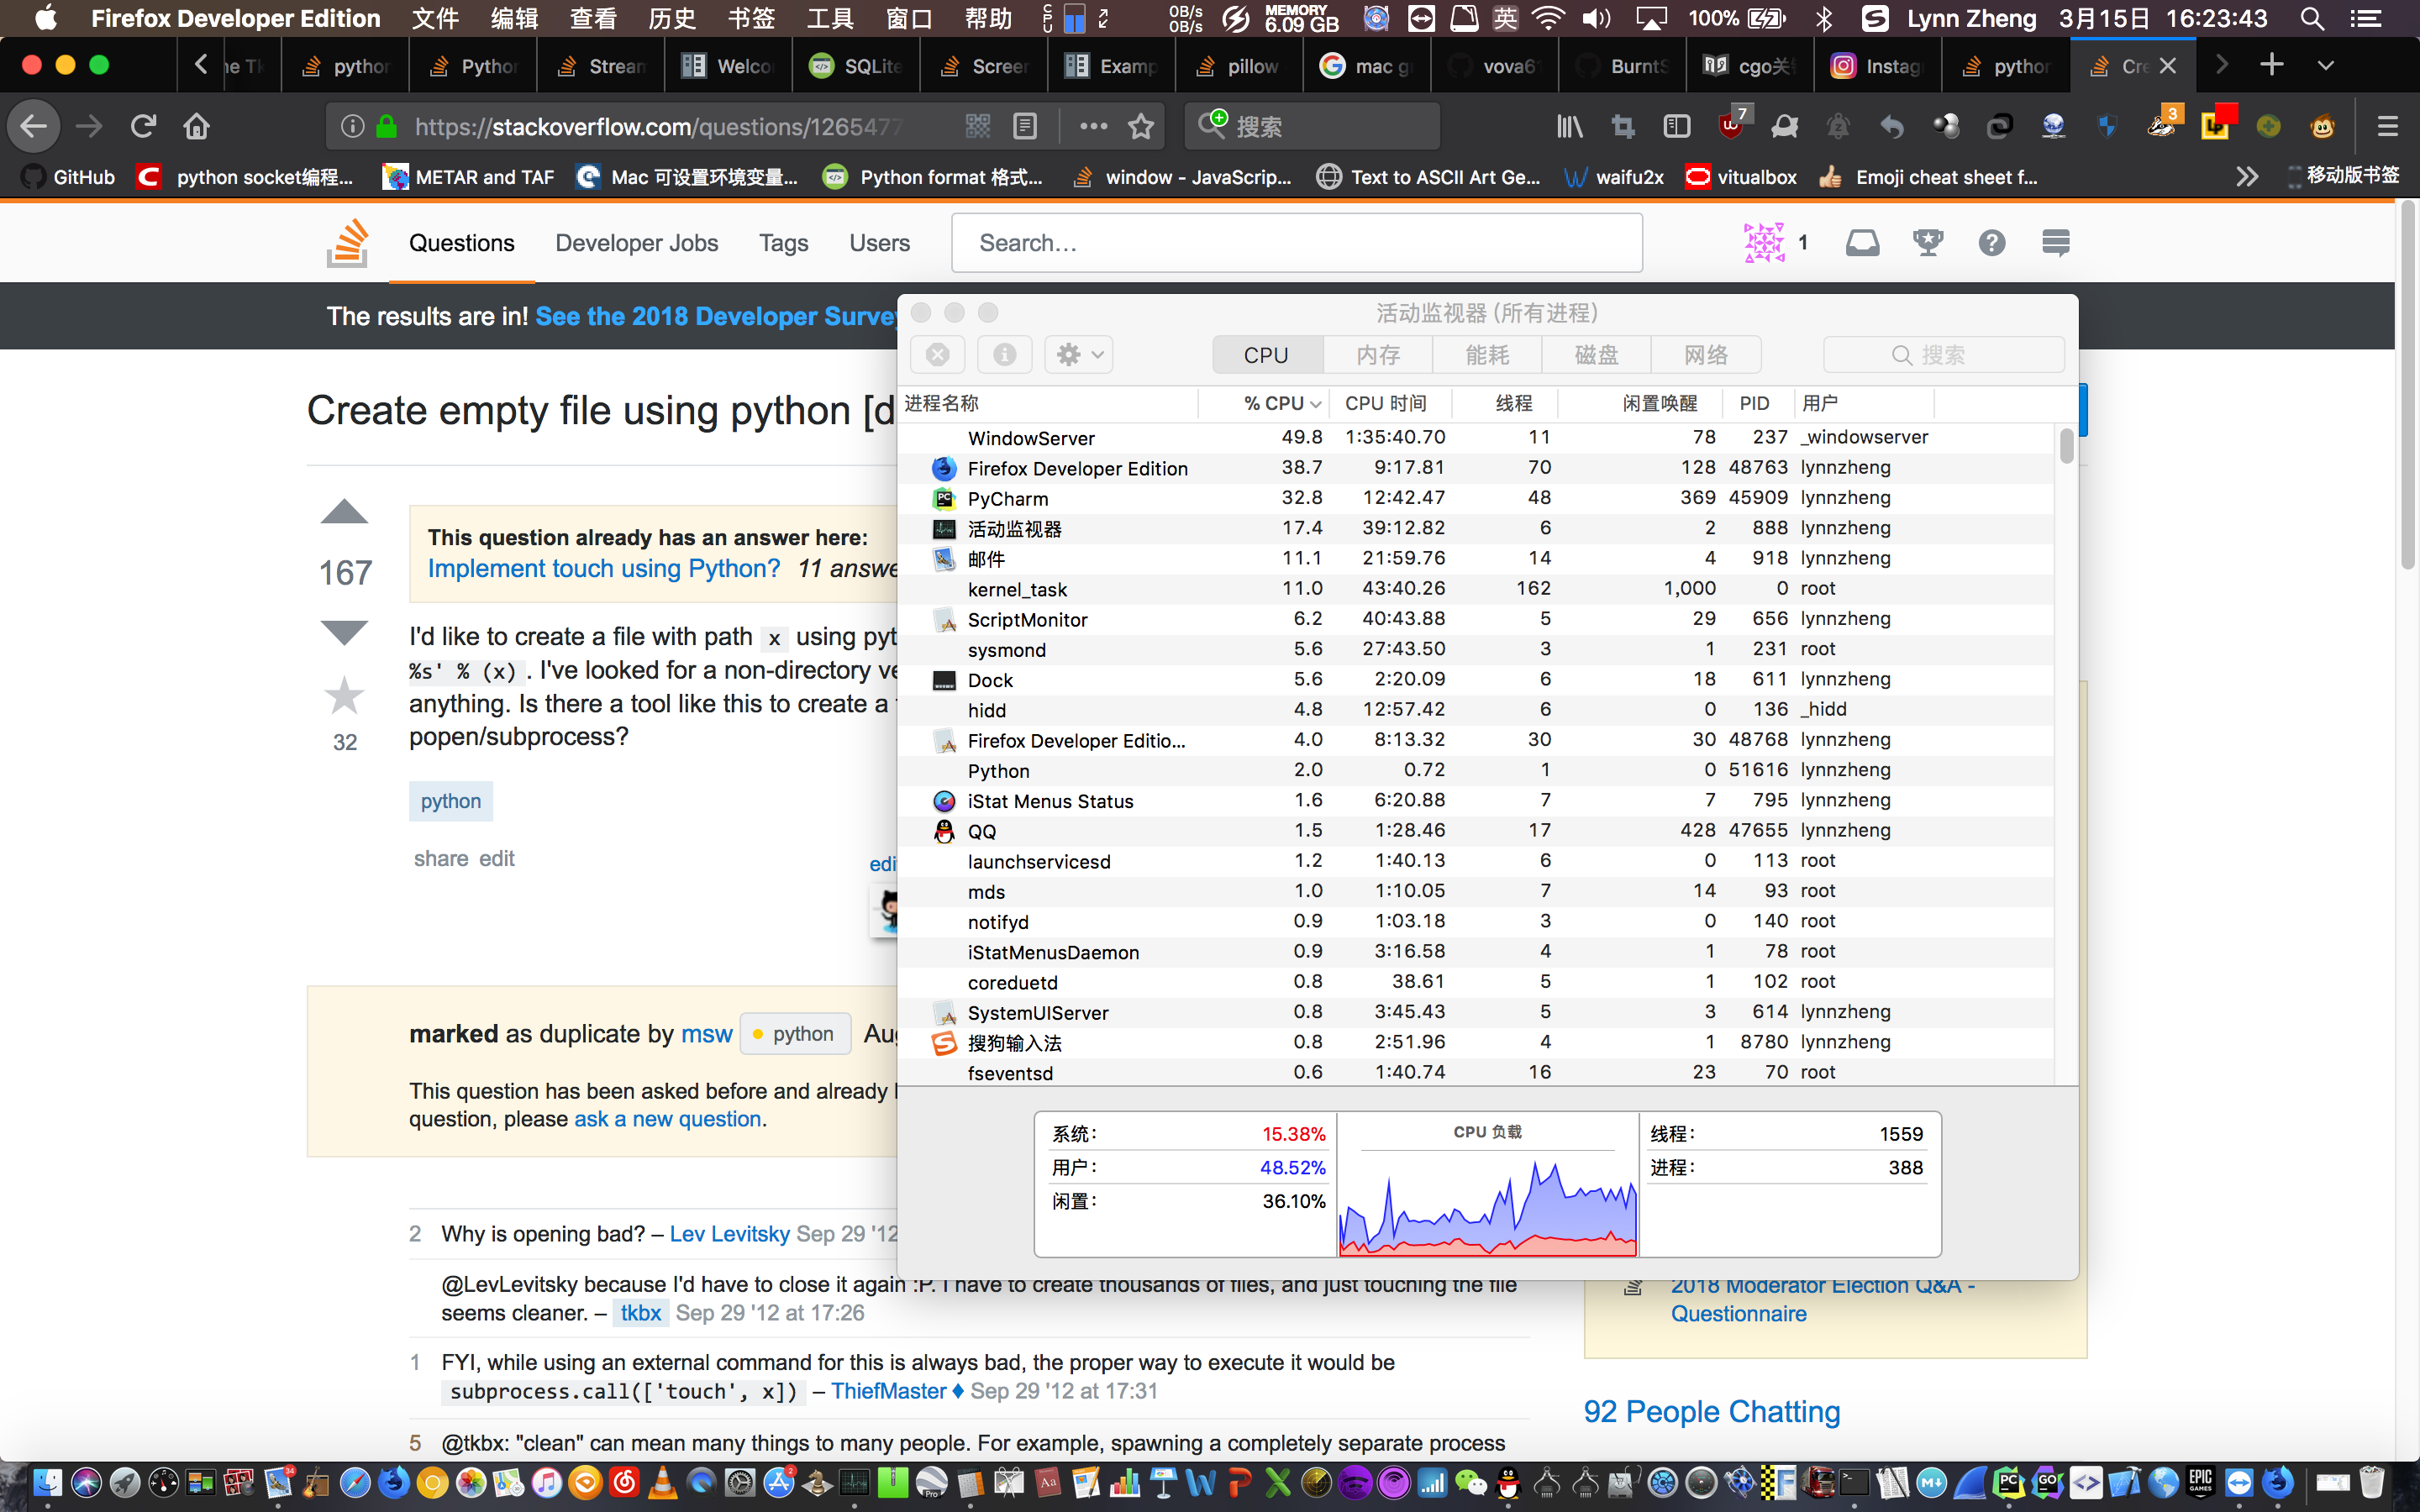 Firefox Developer Edition 文件 编辑 查看 历史 书签 工具 窗口 帮助 CPU 0B/s 0B/s MEMORY 6.09 GB 英 100% Lynn Zheng 3月15日 16:23:43
pytho Pytho Strea Welco SQLite Scree Examp pillow mac g vova6 Burnt cgo关 Instag pytho Cre
https://stackoverflow.com/questions/1265477 搜索 7 3
GitHub python socket编程... METAR and TAF Mac 可设置环境变量... Python format 格式... window - JavaScrip... Text to ASCII Art Ge... waifu2x vitualbox Emoji cheat sheet f... 移动版书签
Questions Developer Jobs Tags Users Search... 1
The results are in! See the 2018 Developer Survey
Create empty file using python [d
167
This question already has an answer here:
Implement touch using Python? 11 answe
I'd like to create a file with path x using pyt
%s' % (x) . I've looked for a non-directory ve
anything. Is there a tool like this to create a
popen/subprocess?
32
python
share edit
edi
marked as duplicate by msw python Au
This question has been asked before and already
question, please ask a new question.
2 Why is opening bad? – Lev Levitsky Sep 29 '12
@LevLevitsky because I'd have to close it again :P. I have to create thousands of files, and just touching the file
seems cleaner. – tkbx Sep 29 '12 at 17:26
1 FYI, while using an external command for this is always bad, the proper way to execute it would be
subprocess.call(['touch', x]) – ThiefMaster ♦ Sep 29 '12 at 17:31
5 @tkbx: "clean" can mean many things to many people. For example, spawning a completely separate process
活动监视器 (所有进程)
CPU 内存 能耗 磁盘 网络 搜索
进程名称 % CPU CPU 时间 线程 闲置唤醒 PID 用户
WindowServer 49.8 1:35:40.70 11 78 237 _windowserver
Firefox Developer Edition 38.7 9:17.81 70 128 48763 lynnzheng
PyCharm 32.8 12:42.47 48 369 45909 lynnzheng
活动监视器 17.4 39:12.82 6 2 888 lynnzheng
邮件 11.1 21:59.76 14 4 918 lynnzheng
kernel_task 11.0 43:40.26 162 1,000 0 root
ScriptMonitor 6.2 40:43.88 5 29 656 lynnzheng
sysmond 5.6 27:43.50 3 1 231 root
Dock 5.6 2:20.09 6 18 611 lynnzheng
hidd 4.8 12:57.42 6 0 136 _hidd
Firefox Developer Editio... 4.0 8:13.32 30 30 48768 lynnzheng
Python 2.0 0.72 1 0 51616 lynnzheng
iStat Menus Status 1.6 6:20.88 7 7 795 lynnzheng
QQ 1.5 1:28.46 17 428 47655 lynnzheng
launchservicesd 1.2 1:40.13 6 0 113 root
mds 1.0 1:10.05 7 14 93 root
notifyd 0.9 1:03.18 3 0 140 root
iStatMenusDaemon 0.9 3:16.58 4 1 78 root
coreduetd 0.8 38.61 5 1 102 root
SystemUIServer 0.8 3:45.43 5 3 614 lynnzheng
搜狗输入法 0.8 2:51.96 4 1 8780 lynnzheng
fseventsd 0.6 1:40.74 16 23 70 root
系统: 15.38% CPU 负载 线程: 1559
用户: 48.52% 进程: 388
闲置: 36.10%
2018 Moderator Election Q&A -
Questionnaire
92 People Chatting